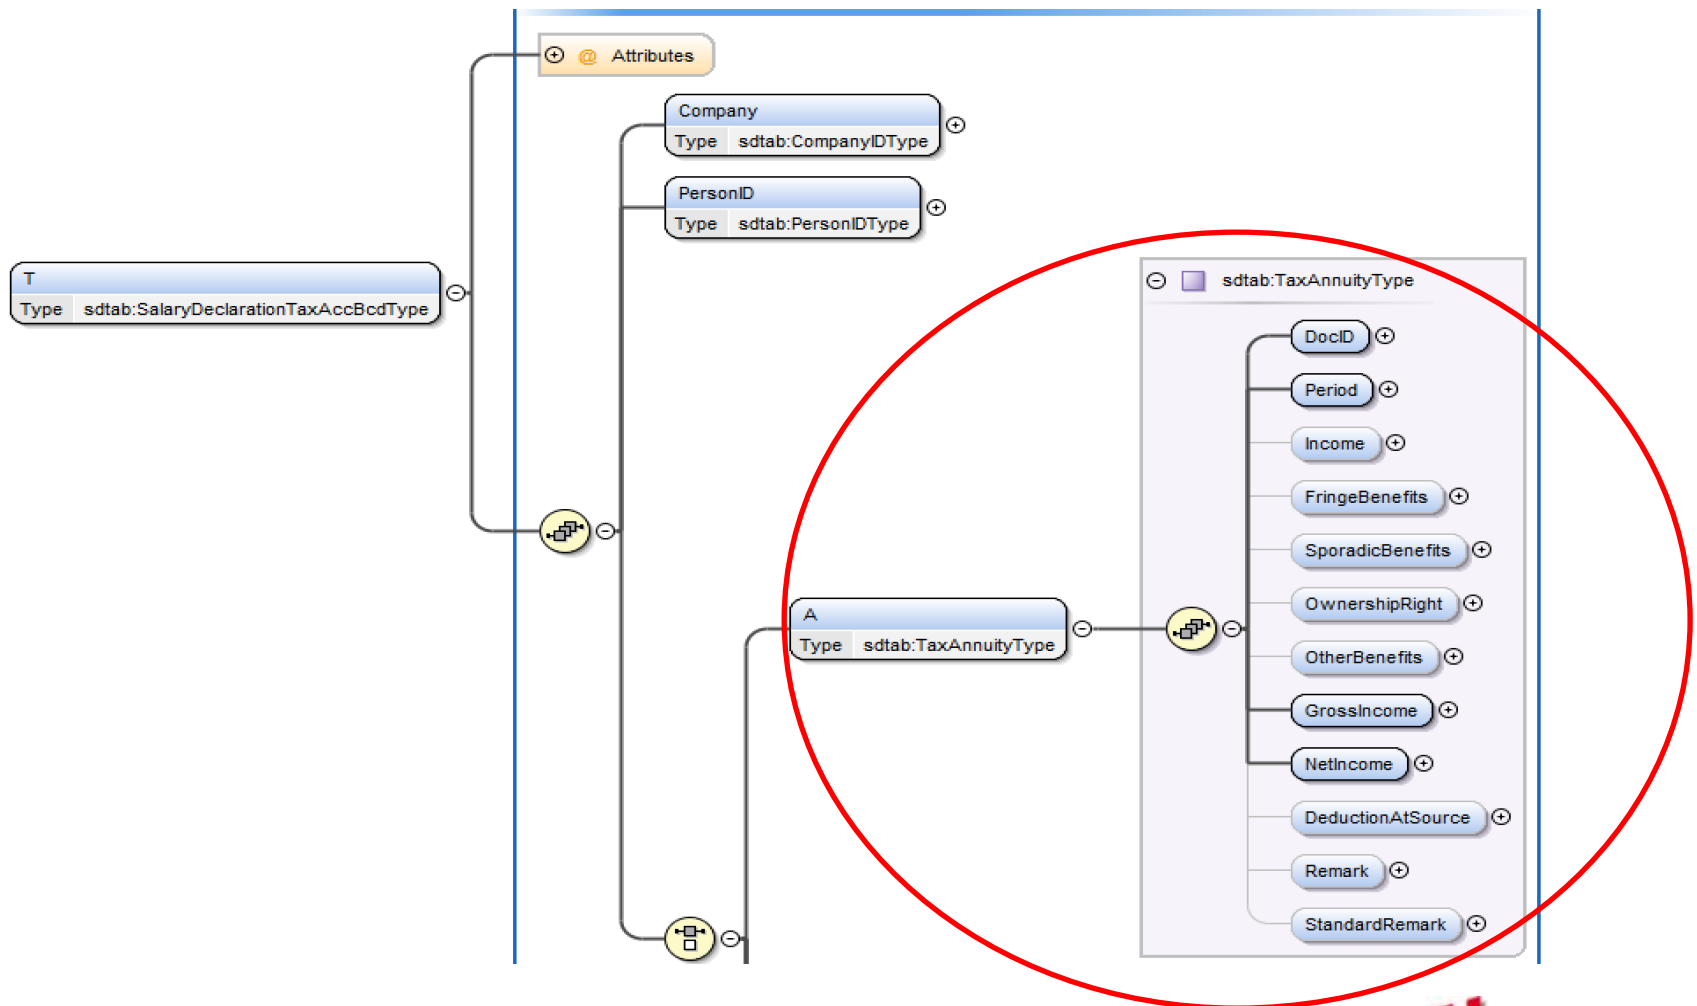 @ Attributes
Company
Type sdtab:CompanyIDType
PersonID
Type sdtab:PersonIDType
T
Type sdtab:SalaryDeclarationTaxAccBcdType
sdtab:TaxAnnuityType
DocID
Period
Income
FringeBenefits
SporadicBenefits
OwnershipRight
A
Type sdtab:TaxAnnuityType
OtherBenefits
GrossIncome
NetIncome
DeductionAtSource
Remark
StandardRemark